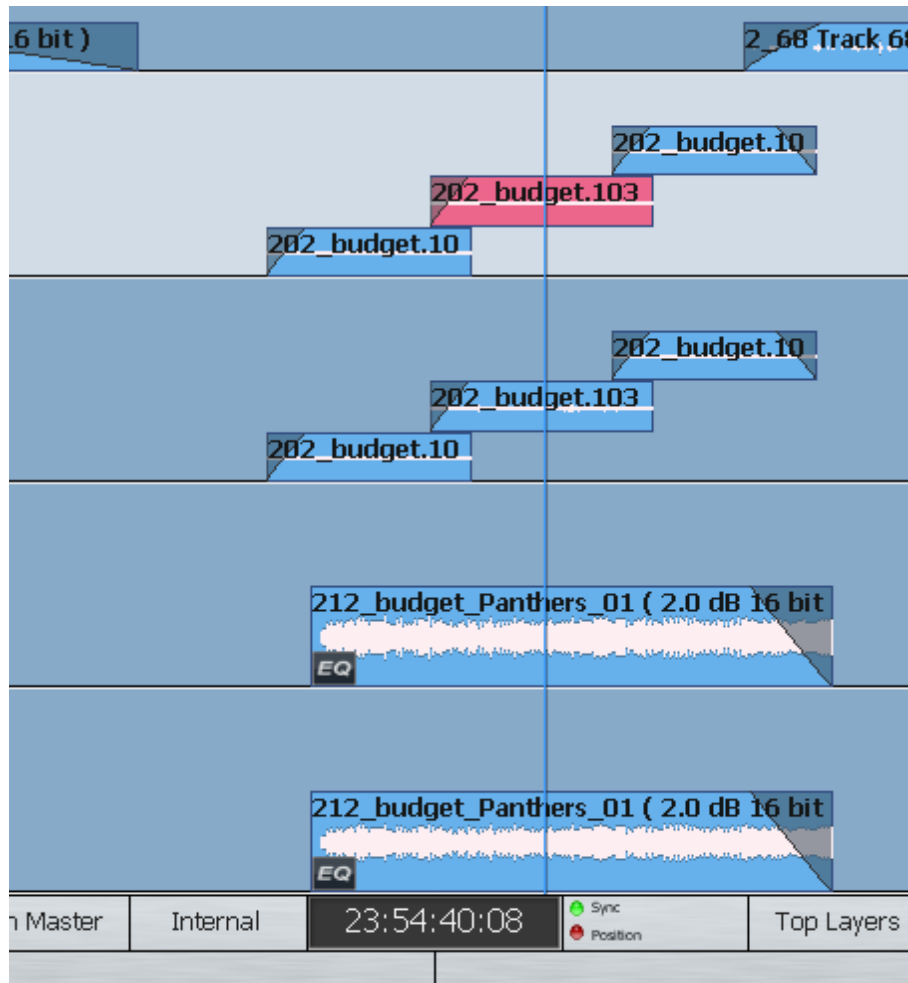 .6 bit )
2_68 Track 68
202_budget.10
202_budget.103
202_budget.10
202_budget.10
202_budget.103
202_budget.10
212_budget_Panthers_01 ( 2.0 dB 16 bit
EQ
212_budget_Panthers_01 ( 2.0 dB 16 bit
EQ
Master
Internal
23:54:40:08
Sync
Position
Top Layers